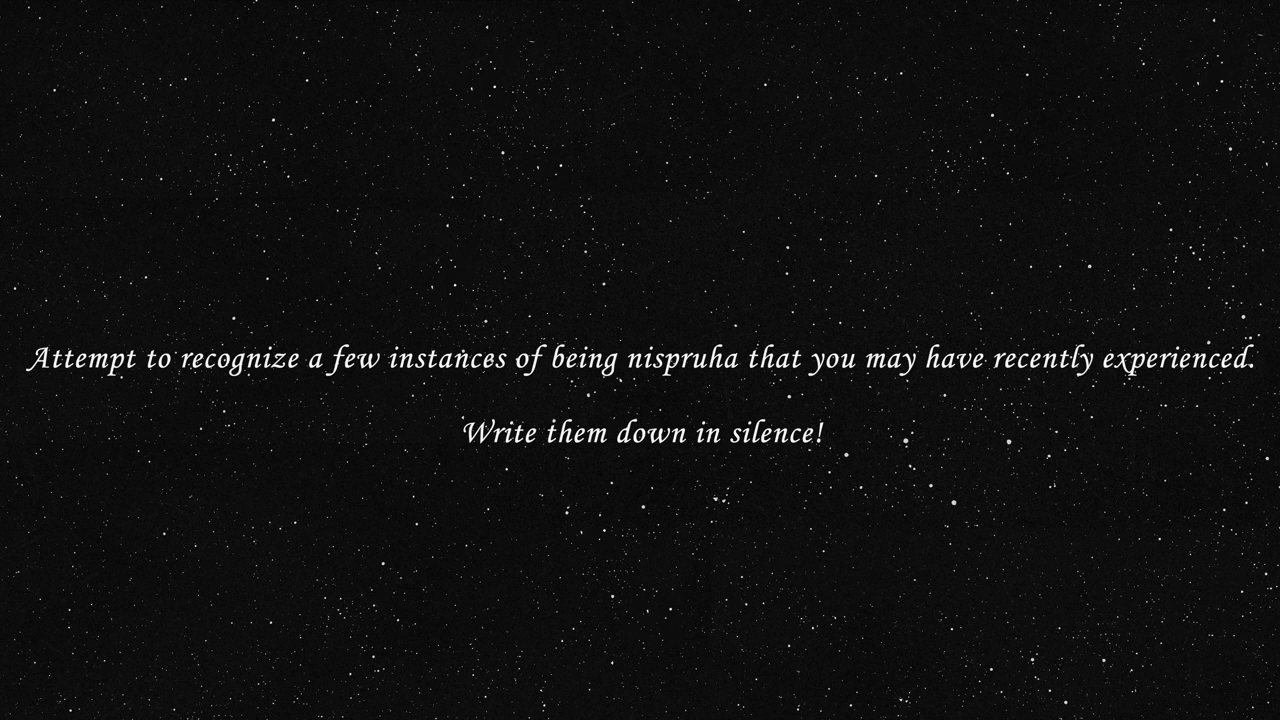 Attempt to recognize a few instances of being nispruha that you may have recently experienced.
Write them down in silence!